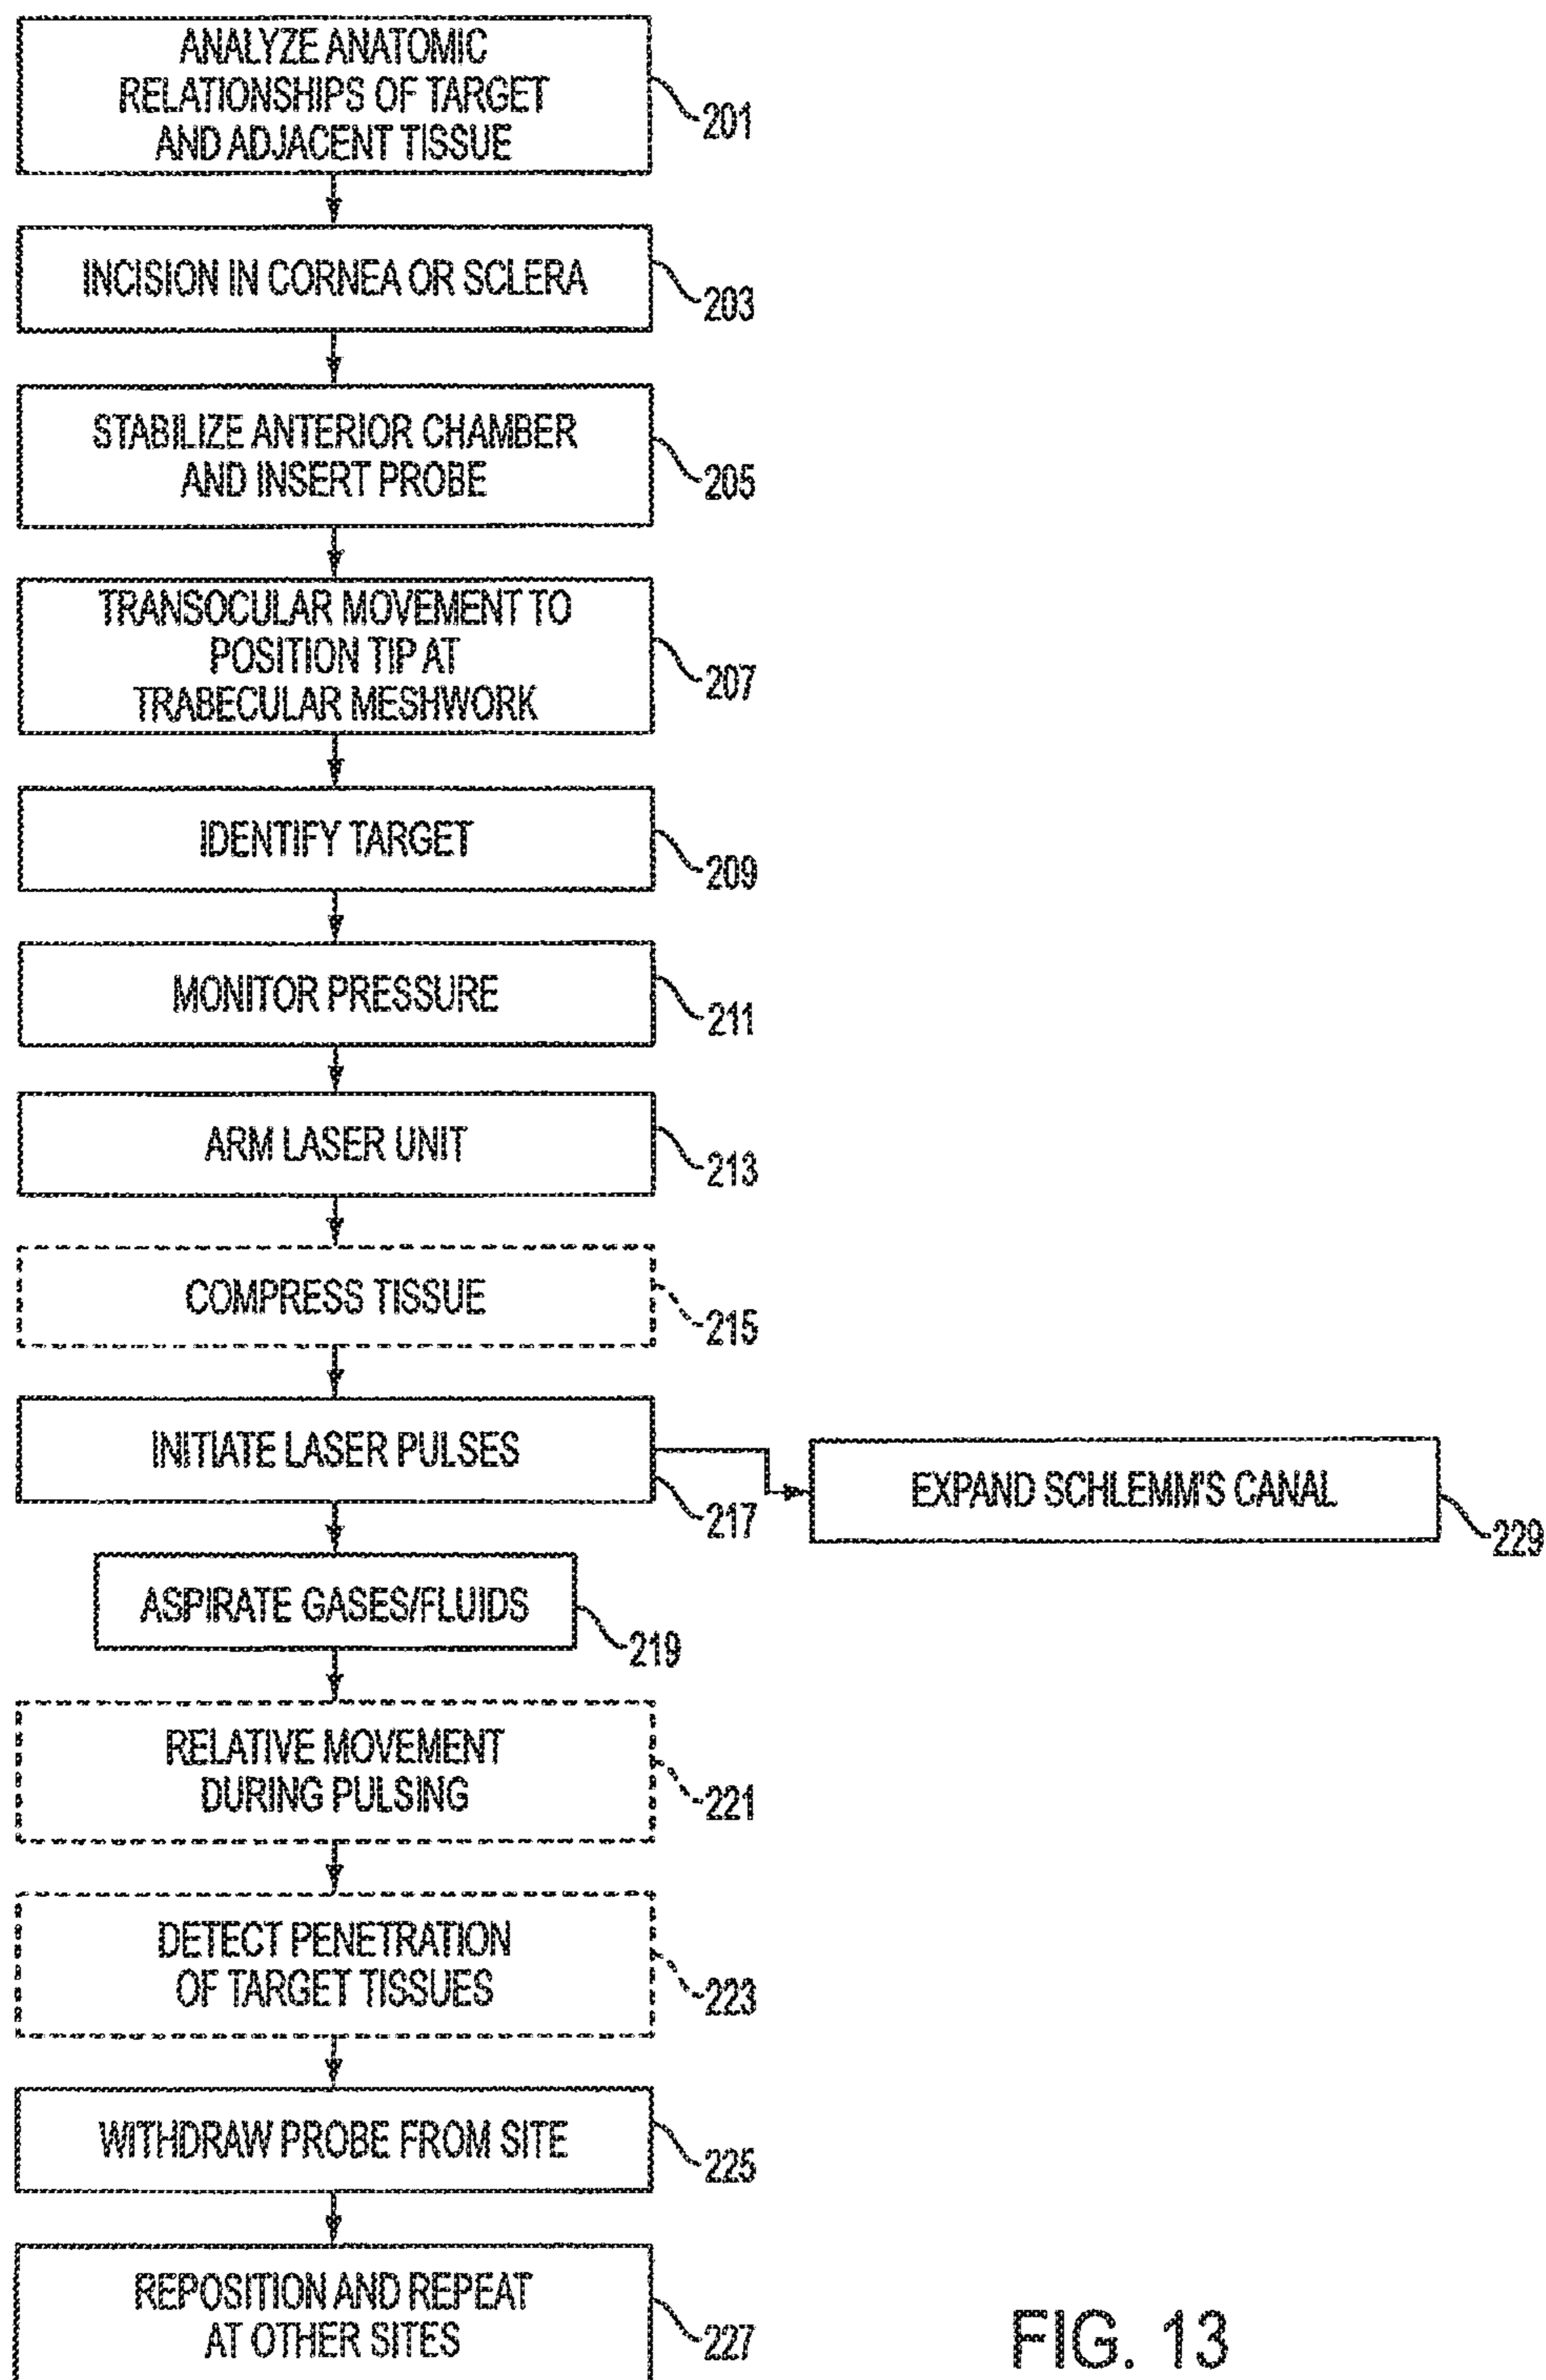 ANALYZE ANATOMIC
RELATIONSHIPS OF TARGET
AND ADJACENT TISSUE
201
INCISION IN CORNEA OR SCLERA
203
STABILIZE ANTERIOR CHAMBER
AND INSERT PROBE
205
TRANSOCULAR MOVEMENT TO
POSITION TIP AT
TRABECULAR MESHWORK
207
IDENTIFY TARGET
209
MONITOR PRESSURE
211
ARM LASER UNIT
213
COMPRESS TISSUE
215
INITIATE LASER PULSES
217
EXPAND SCHLEMM'S CANAL
229
ASPIRATE GASES/FLUIDS
219
RELATIVE MOVEMENT
DURING PULSING
221
DETECT PENETRATION
OF TARGET TISSUES
223
WITHDRAW PROBE FROM SITE
225
REPOSITION AND REPEAT
AT OTHER SITES
227
FIG. 13